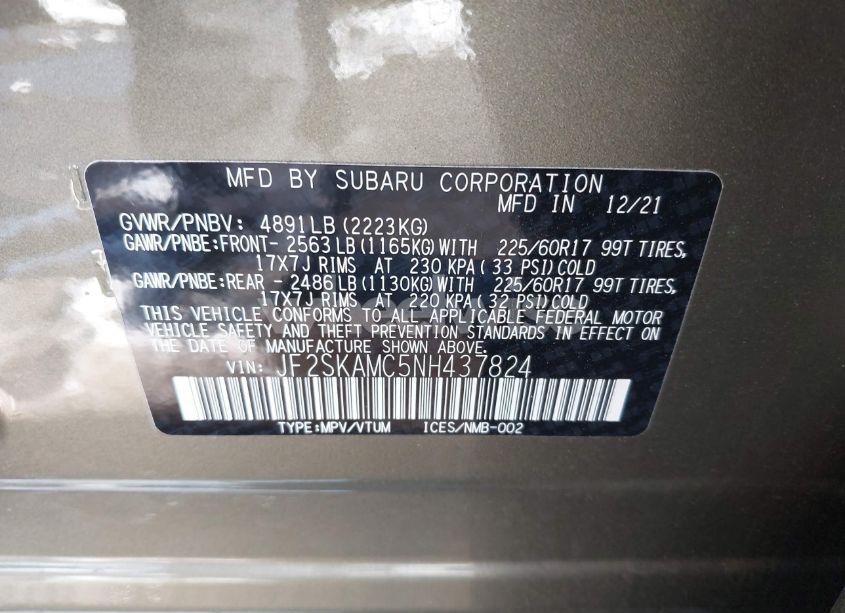 MFD BY SUBARU CORPORATION
MFD IN 12/21
GVWR/PNBV: 4891LB(2223KG)
GAWR/PNBE:FRONT- 2563LB(1165KG)WITH 225/60R17 99T TIRES,
17X7J RIMS AT 230 KPA( 33 PSI)COLD
GAWR/PNBE:REAR - 2486LB(1130KG)WITH 225/60R17 99T TIRES,
17X7J RIMS AT 220 KPA( 32 PSI)COLD
THIS VEHICLE CONFORMS TO ALL APPLICABLE FEDERAL MOTOR
VEHICLE SAFETY AND THEFT PREVENTION STANDARDS IN EFFECT ON
THE DATE OF MANUFACTURE SHOWN ABOVE.
VIN: JF2SKAMC5NH437824
TYPE:MPV/VTUM ICES/NMB-002